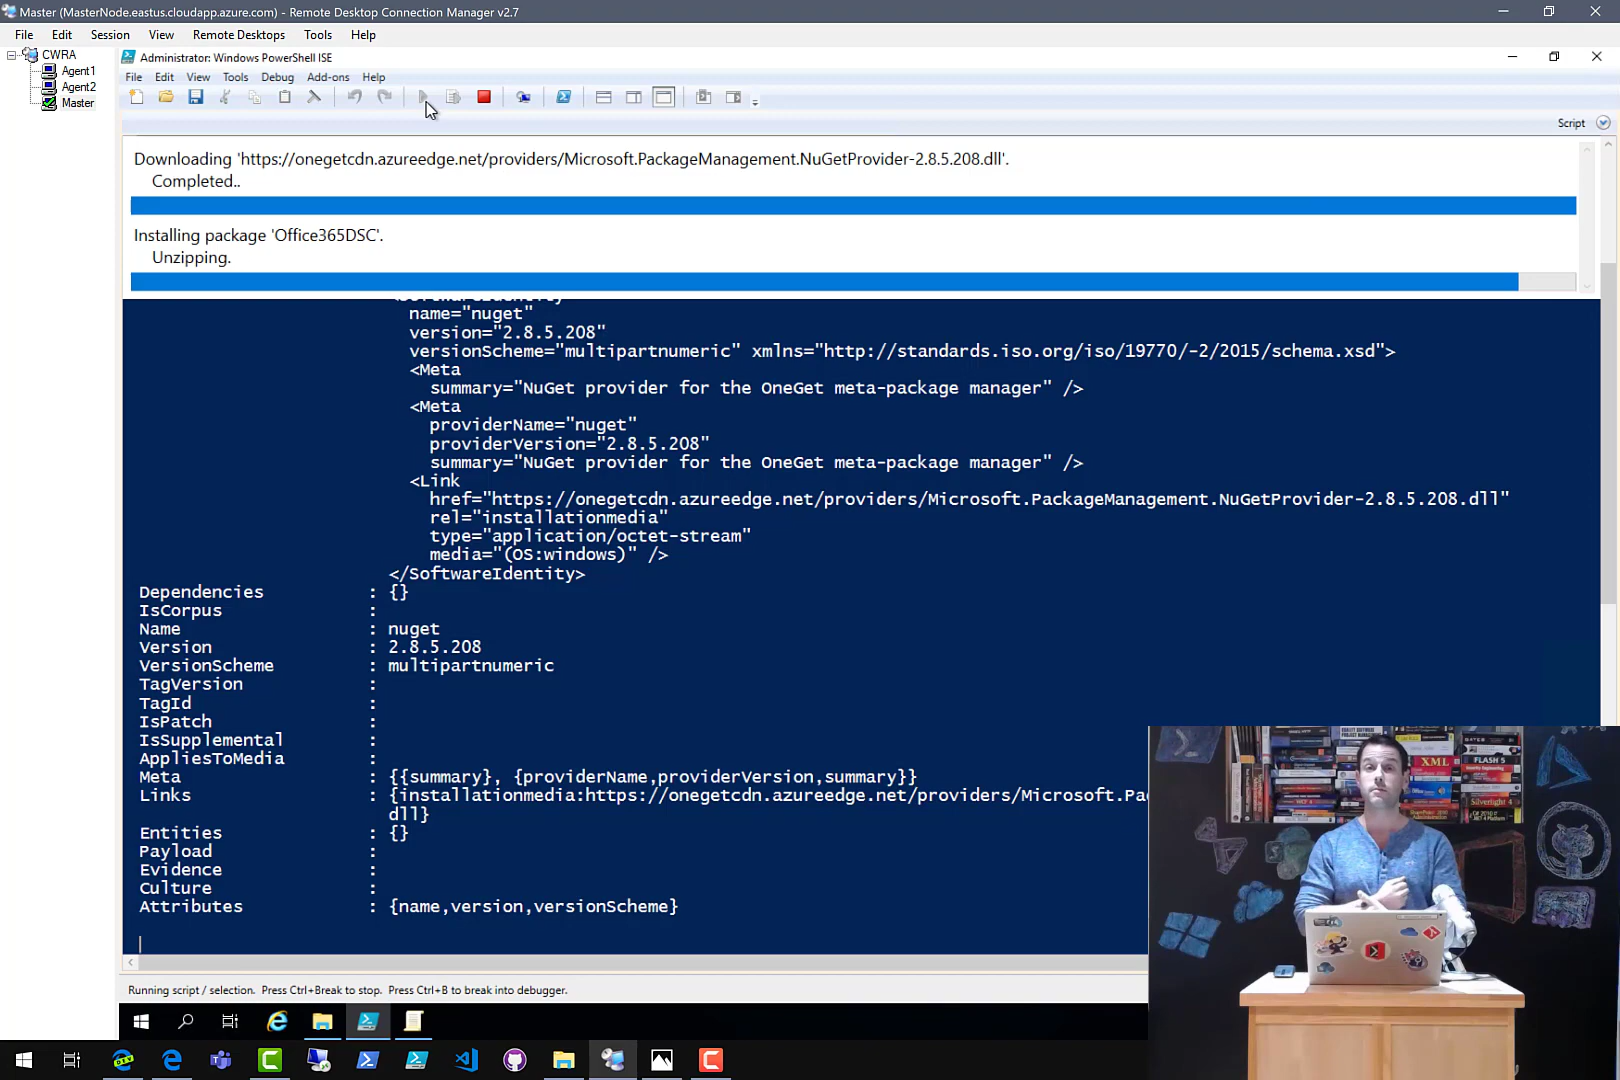 Master (MasterNode.eastus.cloudapp.azure.com) - Remote Desktop Connection Manager v2.7
File Edit Session View Remote Desktops Tools Help
CWRA
Agent1
Agent2
Master
Administrator: Windows PowerShell ISE
File Edit View Tools Debug Add-ons Help
Script
Downloading 'https://onegetcdn.azureedge.net/providers/Microsoft.PackageManagement.NuGetProvider-2.8.5.208.dll'.
Completed..
Installing package 'Office365DSC'.
Unzipping.
<SoftwareIdentity
name="nuget"
version="2.8.5.208"
versionScheme="multipartnumeric" xmlns="http://standards.iso.org/iso/19770/-2/2015/schema.xsd">
<Meta
summary="NuGet provider for the OneGet meta-package manager" />
<Meta
providerName="nuget"
providerVersion="2.8.5.208"
summary="NuGet provider for the OneGet meta-package manager" />
<Link
href="https://onegetcdn.azureedge.net/providers/Microsoft.PackageManagement.NuGetProvider-2.8.5.208.dll"
rel="installationmedia"
type="application/octet-stream"
media="(OS:windows)" />
</SoftwareIdentity>
Dependencies : {}
IsCorpus :
Name : nuget
Version : 2.8.5.208
VersionScheme : multipartnumeric
TagVersion :
TagId :
IsPatch :
IsSupplemental :
AppliesToMedia :
Meta : {{summary}, {providerName,providerVersion,summary}}
Links : {installationmedia:https://onegetcdn.azureedge.net/providers/Microsoft.Pa
dll}
Entities : {}
Payload :
Evidence :
Culture :
Attributes : {name,version,versionScheme}
XML
FLASH 5
Silverlight 4
Running script / selection. Press Ctrl+Break to stop. Press Ctrl+B to break into debugger.